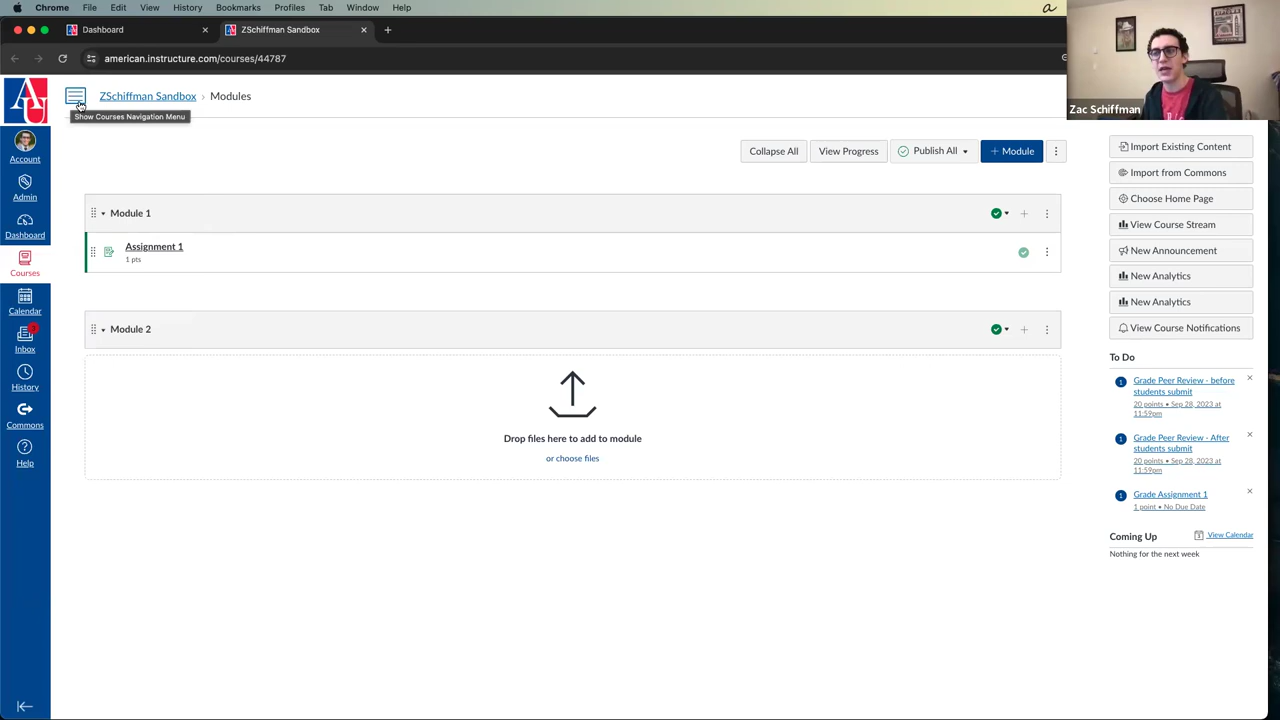 Chrome File Edit View History Bookmarks Profiles Tab Window Help
Dashboard
ZSchiffman Sandbox
american.instructure.com/courses/44787
Zac Schiffman
AU
ZSchiffman Sandbox › Modules
Show Courses Navigation Menu
Account
Admin
Dashboard
Courses
Calendar
7
Inbox
History
Commons
Help
Collapse All
View Progress
Publish All
+ Module
Module 1
Assignment 1
1 pts
Module 2
Drop files here to add to module
or choose files
Import Existing Content
Import from Commons
Choose Home Page
View Course Stream
New Announcement
New Analytics
New Analytics
View Course Notifications
To Do
1 Grade Peer Review - before
students submit
20 points • Sep 28, 2023 at
11:59pm
1 Grade Peer Review - After
students submit
20 points • Sep 28, 2023 at
11:59pm
1 Grade Assignment 1
1 point • No Due Date
Coming Up
View Calendar
Nothing for the next week